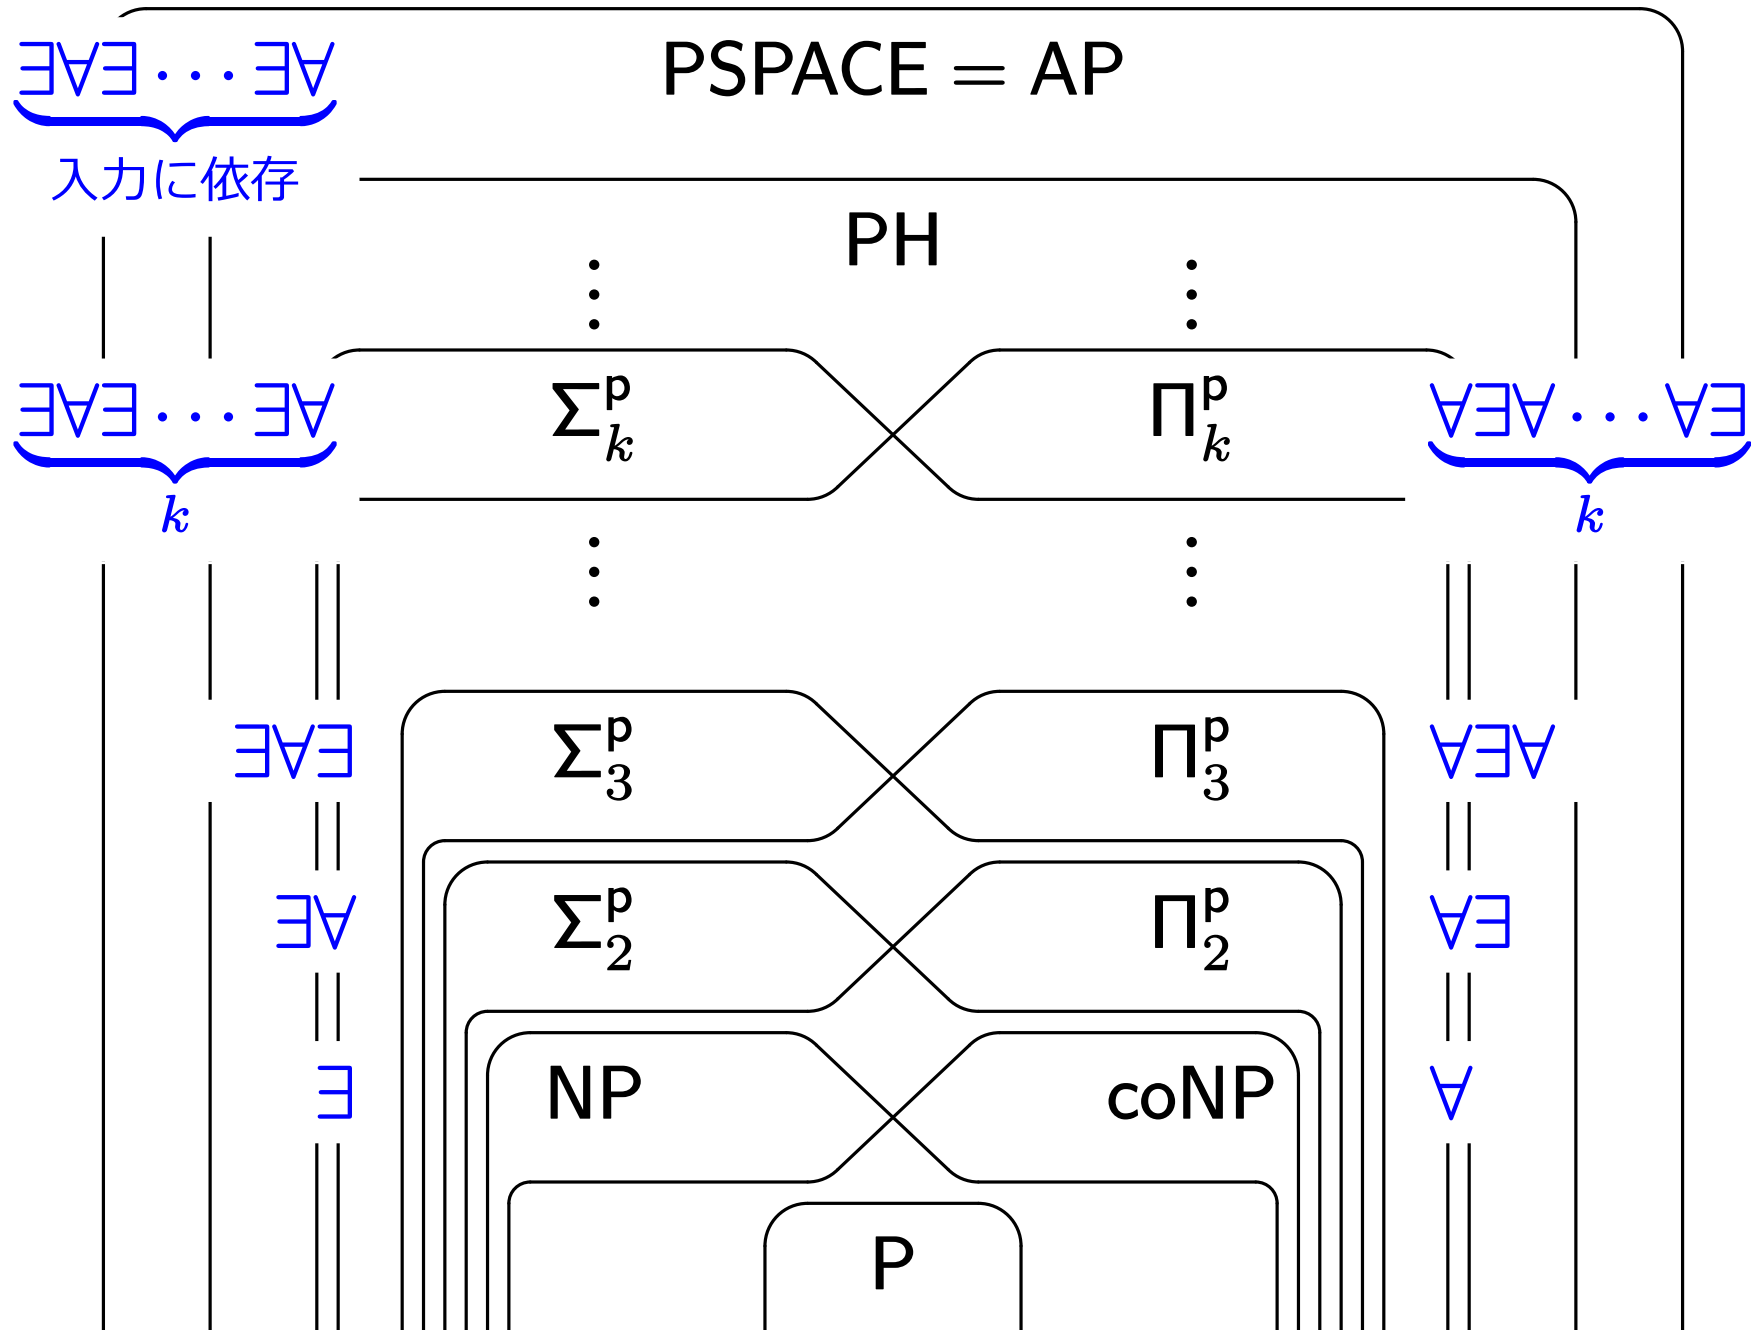 ∃∀∃···∃∀ PSPACE = AP
入力に依存
PH
⋮ ⋮
∃∀∃···∃∀ Σ^p_k Π^p_k ∀∃∀···∀∃
k k
⋮ ⋮
∃∀∃ Σ^p_3 Π^p_3 ∀∃∀
∃∀ Σ^p_2 Π^p_2 ∀∃
∃ NP coNP ∀
P